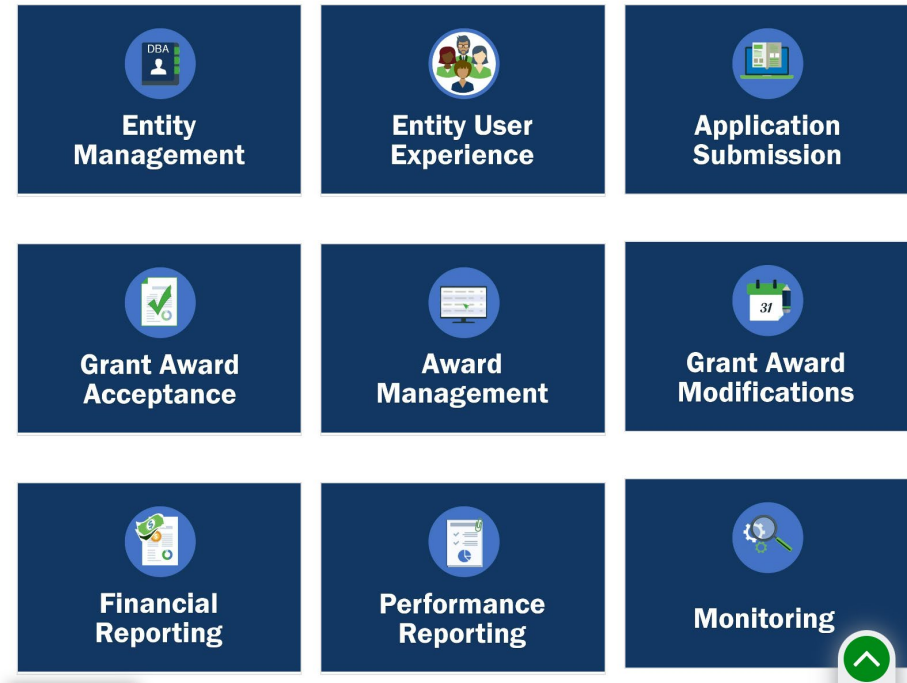 DBA
Entity
Management
Entity User
Experience
Application
Submission
Grant Award
Acceptance
Award
Management
31
Grant Award
Modifications
Financial
Reporting
Performance
Reporting
Monitoring